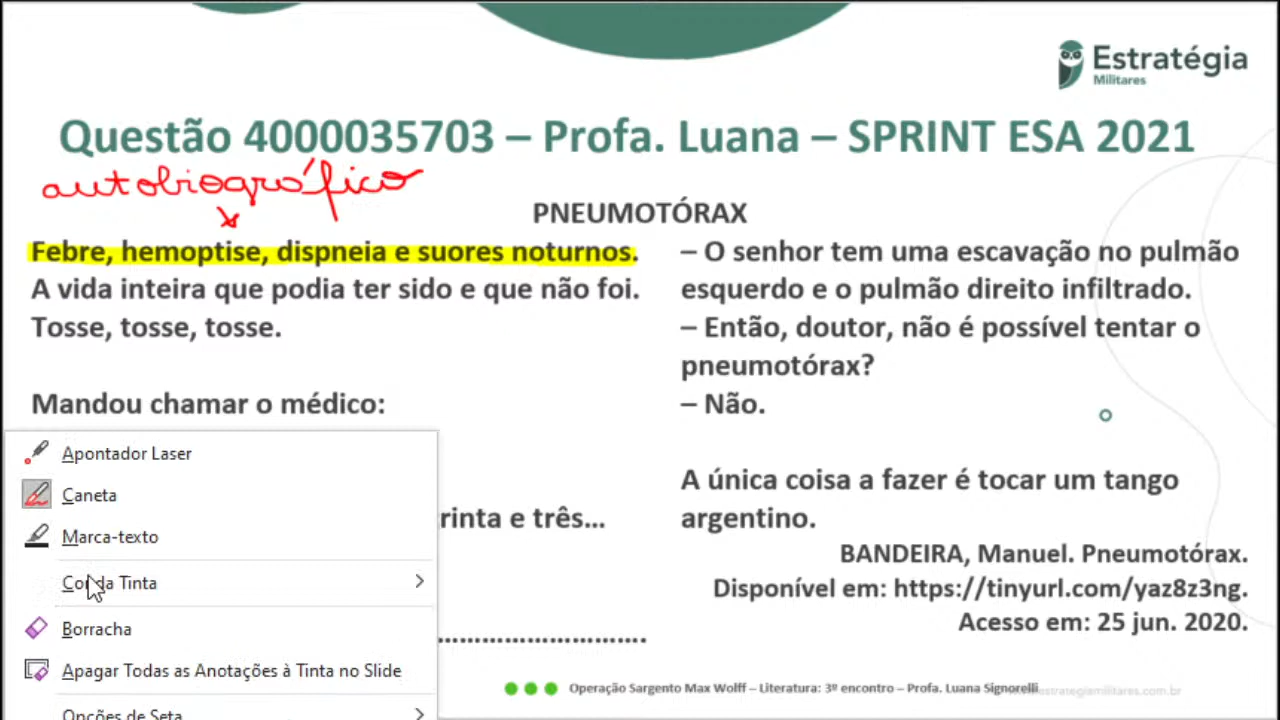 Estratégia
Militares
Questão 4000035703 – Profa. Luana – SPRINT ESA 2021
autobiográfico
PNEUMOTÓRAX
Febre, hemoptise, dispneia e suores noturnos.
A vida inteira que podia ter sido e que não foi.
Tosse, tosse, tosse.
Mandou chamar o médico:
rinta e três...
– O senhor tem uma escavação no pulmão
esquerdo e o pulmão direito infiltrado.
– Então, doutor, não é possível tentar o
pneumotórax?
– Não.
A única coisa a fazer é tocar um tango
argentino.
BANDEIRA, Manuel. Pneumotórax.
Disponível em: https://tinyurl.com/yaz8z3ng.
Acesso em: 25 jun. 2020.
Apontador Laser
Caneta
Marca-texto
Cor da Tinta
Borracha
Apagar Todas as Anotações à Tinta no Slide
Opções de Seta
Operação Sargento Max Wolff – Literatura: 3º encontro – Profa. Luana Signorelli